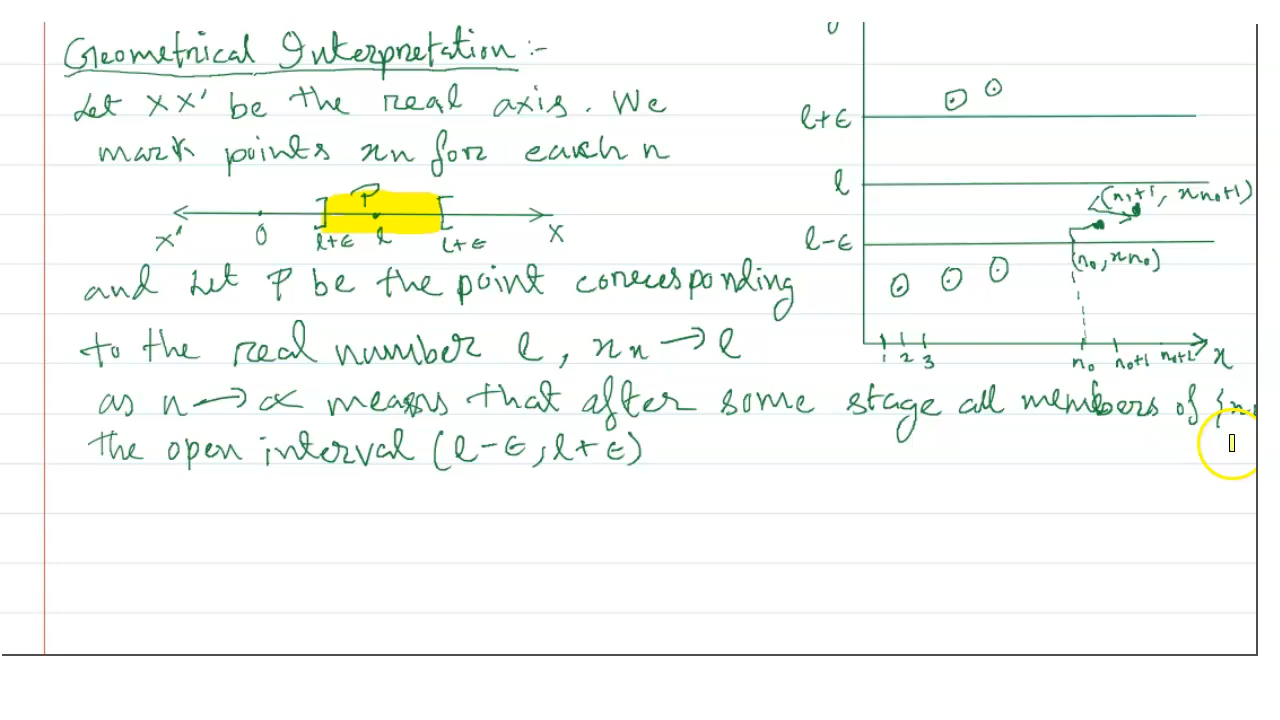 Geometrical Interpretation :-
Let XX' be the real axis. We
mark points xn for each n
P
X' 0 l+ϵ l l+ϵ X
and let P be the point corresponding
to the real number l, xn → l
as n → ∝ means that after some stage all members of {xn
the open interval (l-ϵ, l+ϵ)
l+ϵ
l
(n₀+1, xn₀+1)
l-ϵ
(n₀, xn₀)
1 2 3 n₀ n₀+1 n₀+2 x